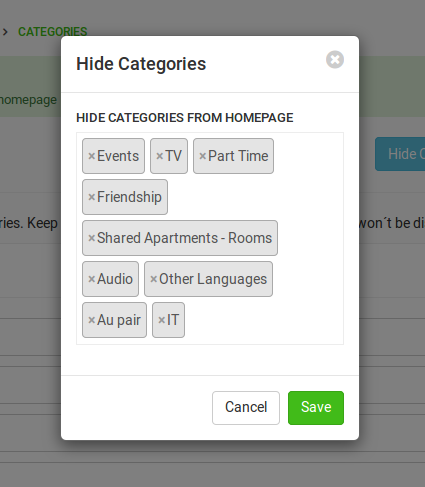 CATEGORIES
Hide Categories
homepage
HIDE CATEGORIES FROM HOMEPAGE
×Events ×TV ×Part Time
Hide C
×Friendship
ries. Keep
won´t be di
×Shared Apartments - Rooms
×Audio ×Other Languages
×Au pair ×IT
Cancel Save